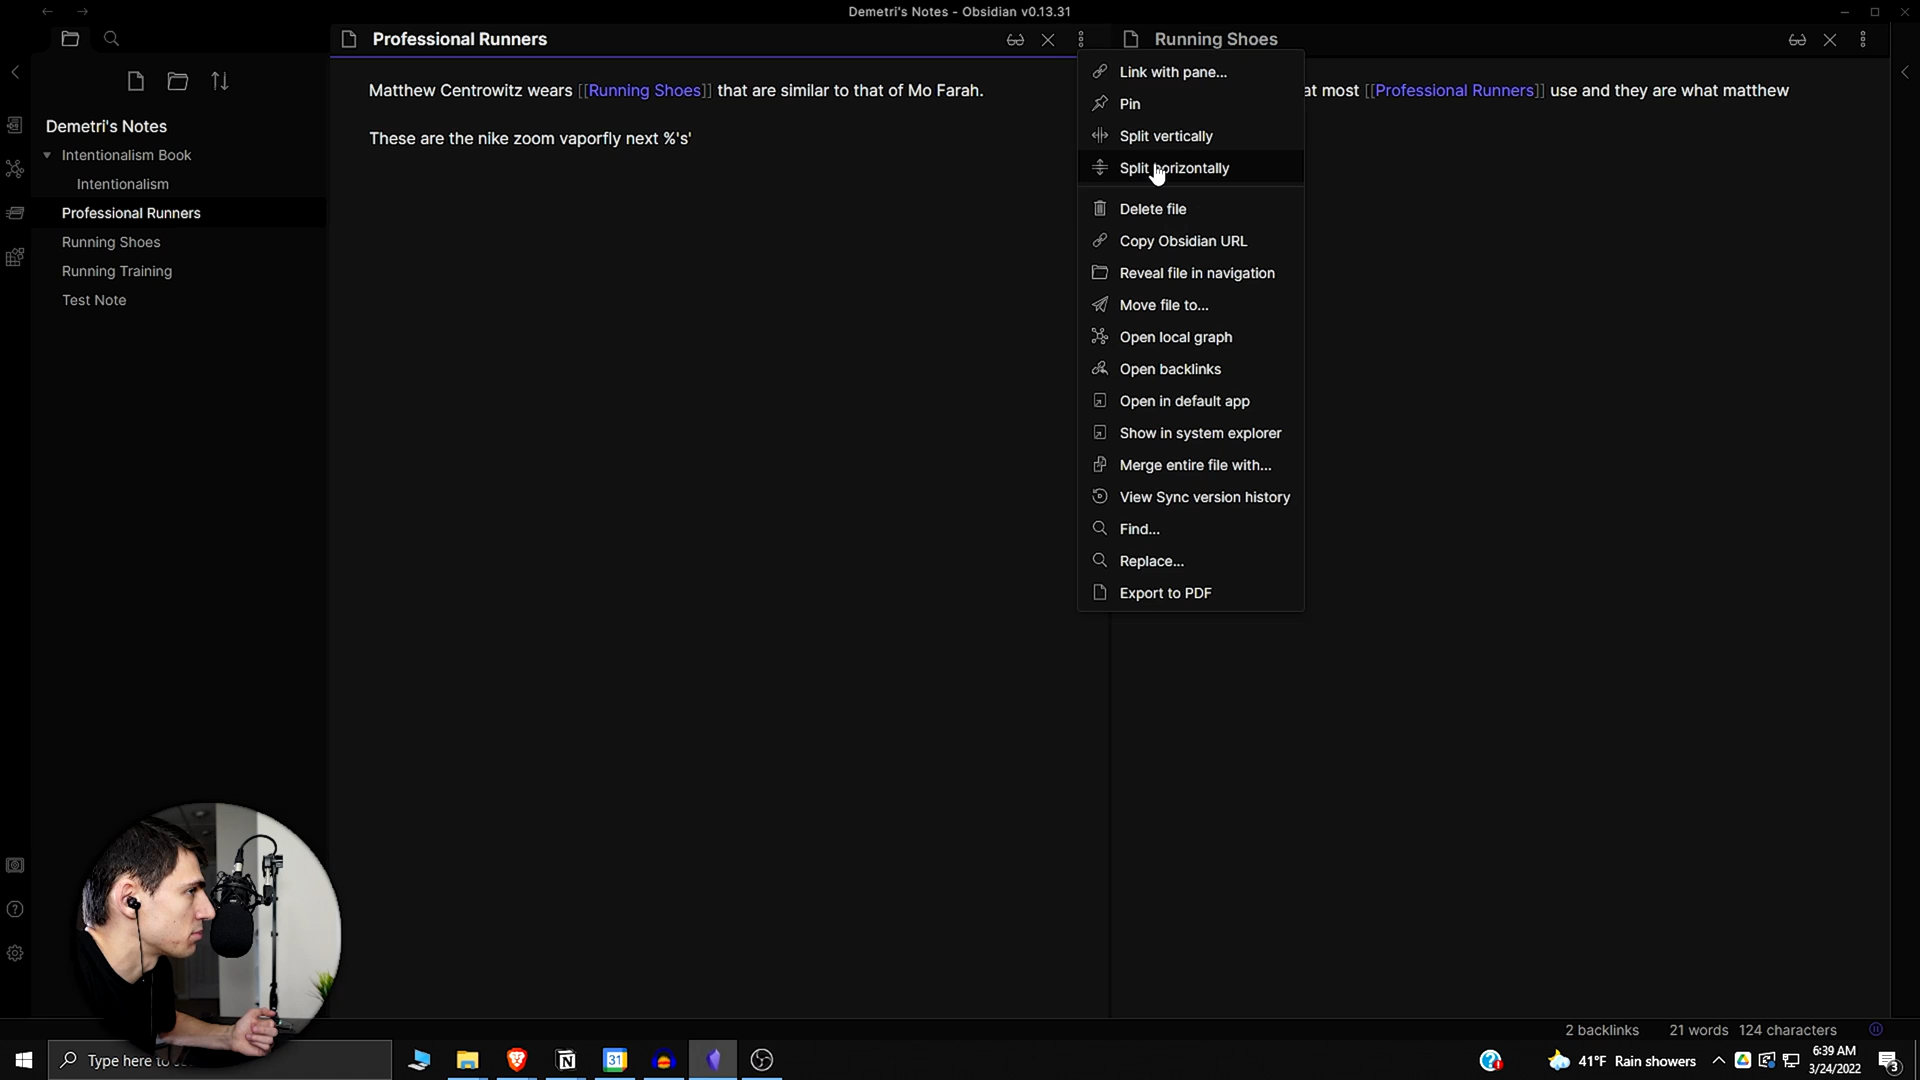 Demetri's Notes - Obsidian v0.13.31
Professional Runners
Running Shoes
Demetri's Notes
Intentionalism Book
Intentionalism
Professional Runners
Running Shoes
Running Training
Test Note
Matthew Centrowitz wears [[Running Shoes]] that are similar to that of Mo Farah.
These are the nike zoom vaporfly next %'s'
at most [[Professional Runners]] use and they are what matthew
Link with pane...
Pin
Split vertically
Split horizontally
Delete file
Copy Obsidian URL
Reveal file in navigation
Move file to...
Open local graph
Open backlinks
Open in default app
Show in system explorer
Merge entire file with...
View Sync version history
Find...
Replace...
Export to PDF
2 backlinks 21 words 124 characters
Type here to
31
41°F Rain showers
6:39 AM
3/24/2022
3